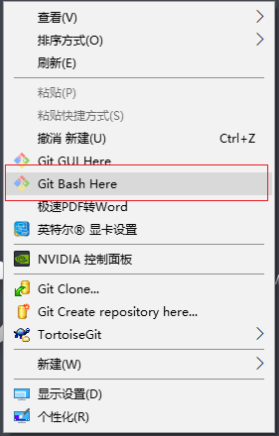 查看(V)
排序方式(O)
刷新(E)
粘贴(P)
粘贴快捷方式(S)
撤消 新建(U) Ctrl+Z
Git GUI Here
Git Bash Here
极速PDF转Word
英特尔® 显卡设置
NVIDIA 控制面板
Git Clone...
Git Create repository here...
TortoiseGit
新建(W)
显示设置(D)
个性化(R)